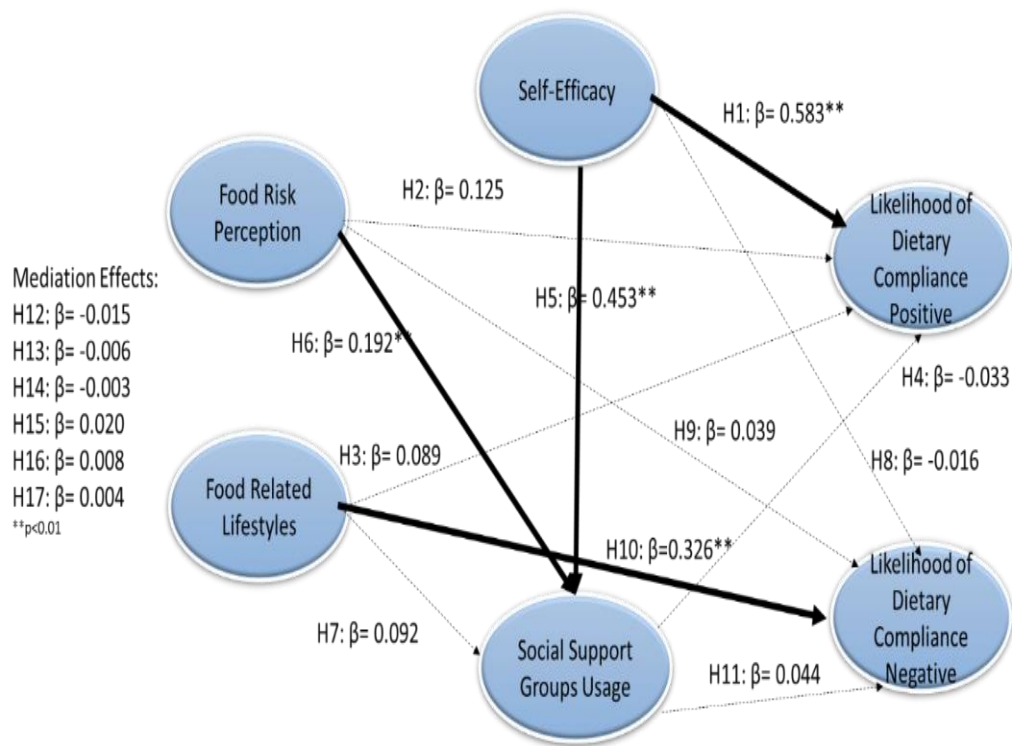 Self-Efficacy
H1: β= 0.583**
Food Risk
Perception
H2: β= 0.125
Likelihood of
Dietary
Compliance
Positive
Mediation Effects:
H12: β= -0.015
H13: β= -0.006
H14: β= -0.003
H15: β= 0.020
H16: β= 0.008
H17: β= 0.004
**p<0.01
H5: β= 0.453**
H6: β= 0.192**
H4: β= -0.033
H9: β= 0.039
H3: β= 0.089
H8: β= -0.016
Food Related
Lifestyles
H10: β=0.326**
Likelihood of
Dietary
Compliance
Negative
H7: β= 0.092
Social Support
Groups Usage
H11: β= 0.044